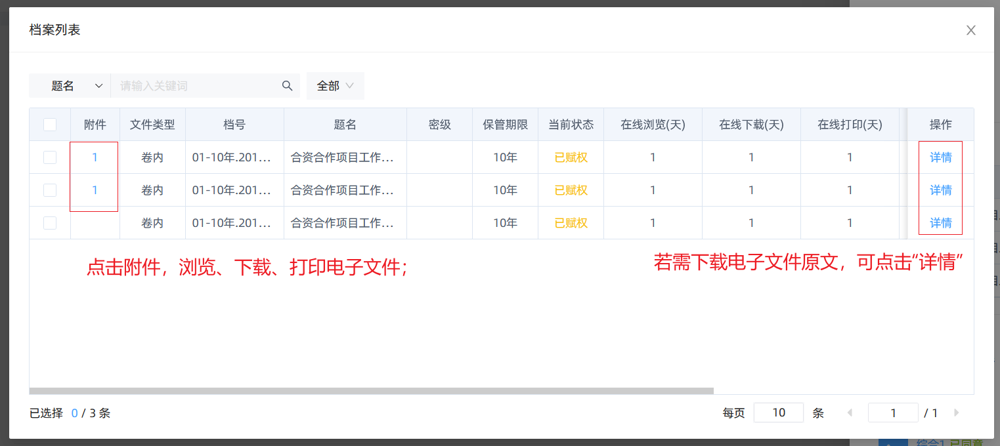 档案列表
题名 请输入关键词 全部
附件 文件类型 档号 题名 密级 保管期限 当前状态 在线浏览(天) 在线下载(天) 在线打印(天) 操作
1 卷内 01-10年.201... 合资合作项目工作... 10年 已赋权 1 1 1 详情
1 卷内 01-10年.201... 合资合作项目工作... 10年 已赋权 1 1 1 详情
卷内 01-10年.201... 合资合作项目工作... 10年 已赋权 1 1 1 详情
点击附件，浏览、下载、打印电子文件；
若需下载电子文件原文，可点击“详情”
已选择 0 / 3 条 每页 10 条 1 / 1